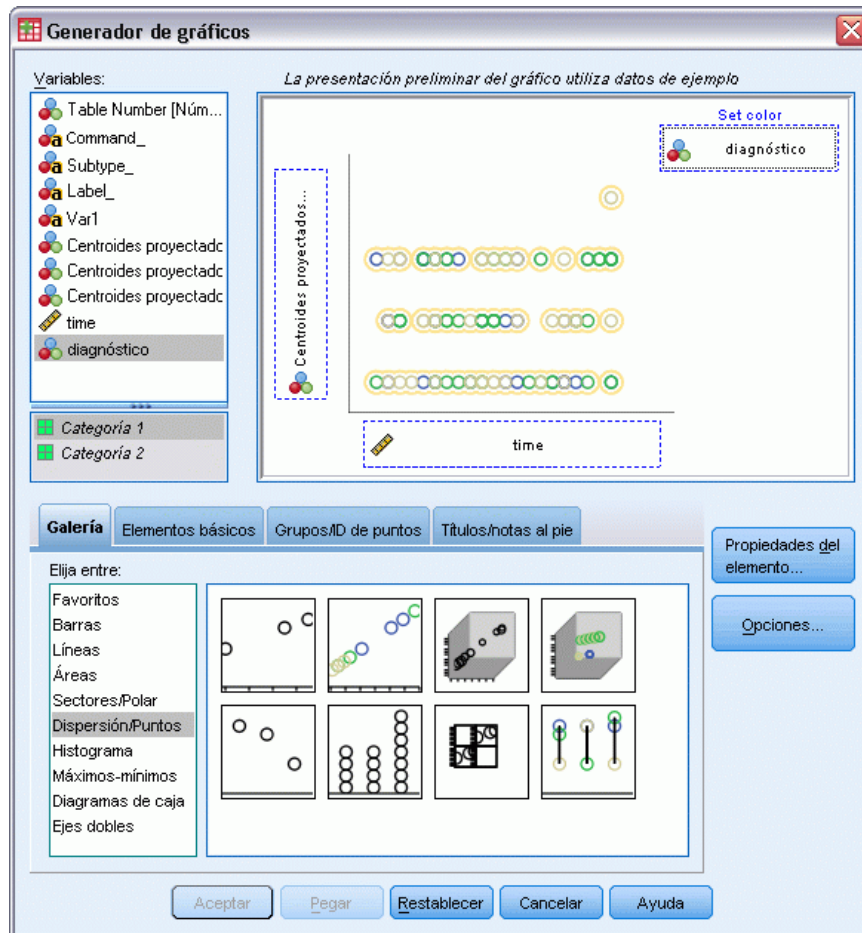 Generador de gráficos
Variables:
La presentación preliminar del gráfico utiliza datos de ejemplo
Table Number [Núm...
Command_
Subtype_
Label_
Var1
Centroides proyectadc
Centroides proyectadc
Centroides proyectadc
time
diagnóstico
Categoría 1
Categoría 2
Set color
diagnóstico
Centroides proyectados...
time
Galería
Elementos básicos
Grupos/ID de puntos
Títulos/notas al pie
Elija entre:
Favoritos
Barras
Líneas
Áreas
Sectores/Polar
Dispersión/Puntos
Histograma
Máximos-mínimos
Diagramas de caja
Ejes dobles
Propiedades del
elemento...
Opciones...
Aceptar
Pegar
Restablecer
Cancelar
Ayuda